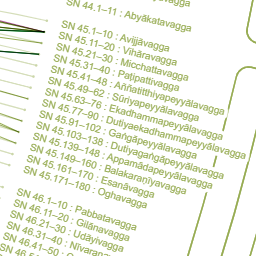 SN 44.1–11 : Abyākatavagga
SN 45.1–10 : Avijjāvagga
SN 45.11–20 : Vihāravagga
SN 45.21–30 : Micchattavagga
SN 45.31–40 : Paṭipattivagga
SN 45.41–48 : Aññatitthiyapeyyālavagga
SN 45.49–62 : Sūriyapeyyālavagga
SN 45.63–76 : Ekadhammapeyyālavagga
SN 45.77–90 : Dutiyaekadhammapeyyālavagga
SN 45.91–102 : Gaṅgāpeyyālavagga
SN 45.103–138 : Dutiyagaṅgāpeyyālavagga
SN 45.139–148 : Appamādapeyyālavagga
SN 45.149–160 : Balakaraṇīyavagga
SN 45.161–170 : Esanāvagga
SN 45.171–180 : Oghavagga
SN 46.1–10 : Pabbatavagga
SN 46.11–20 : Gilānavagga
SN 46.21–30 : Udāyivagga
SN 46.31–40 :
SN 46.41–50 :